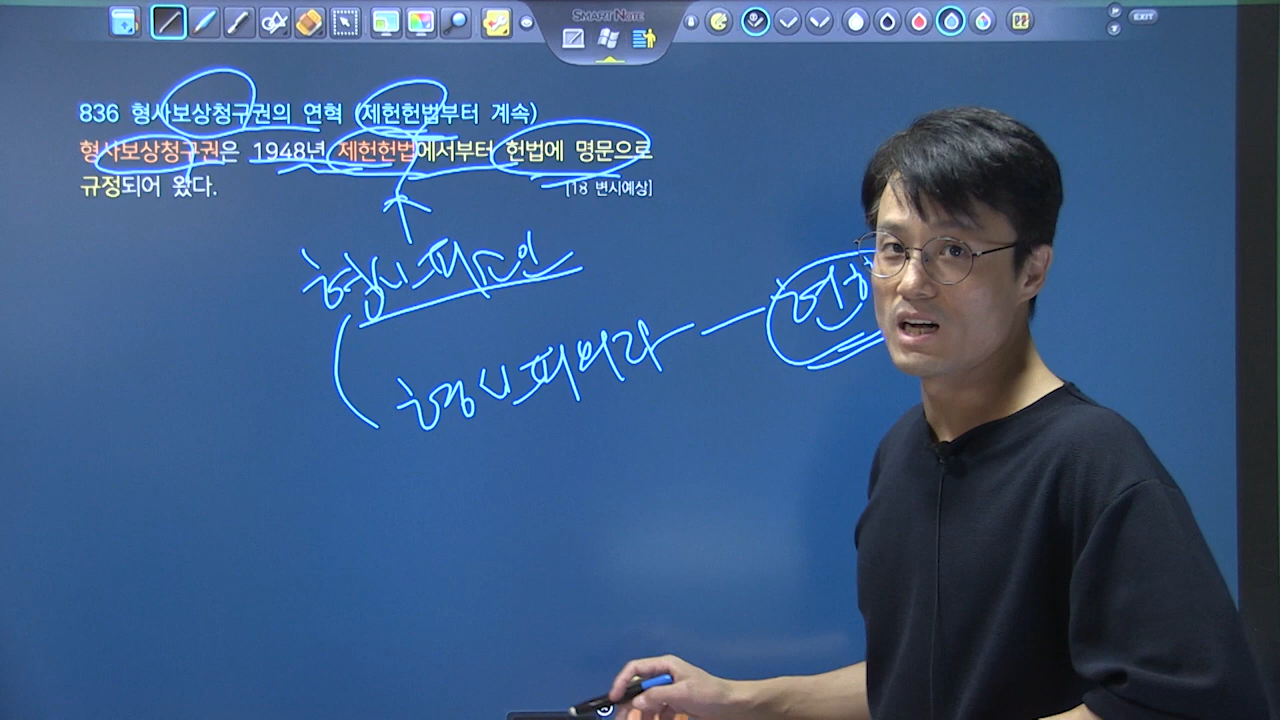 SMARTNOTE
EXIT
836 형사보상청구권의 연혁 (제헌헌법부터 계속)
형사보상청구권은 1948년 제헌헌법에서부터 헌법에 명문으로
규정되어 왔다.
[18 변시예상]
형사피고인
형사피의자